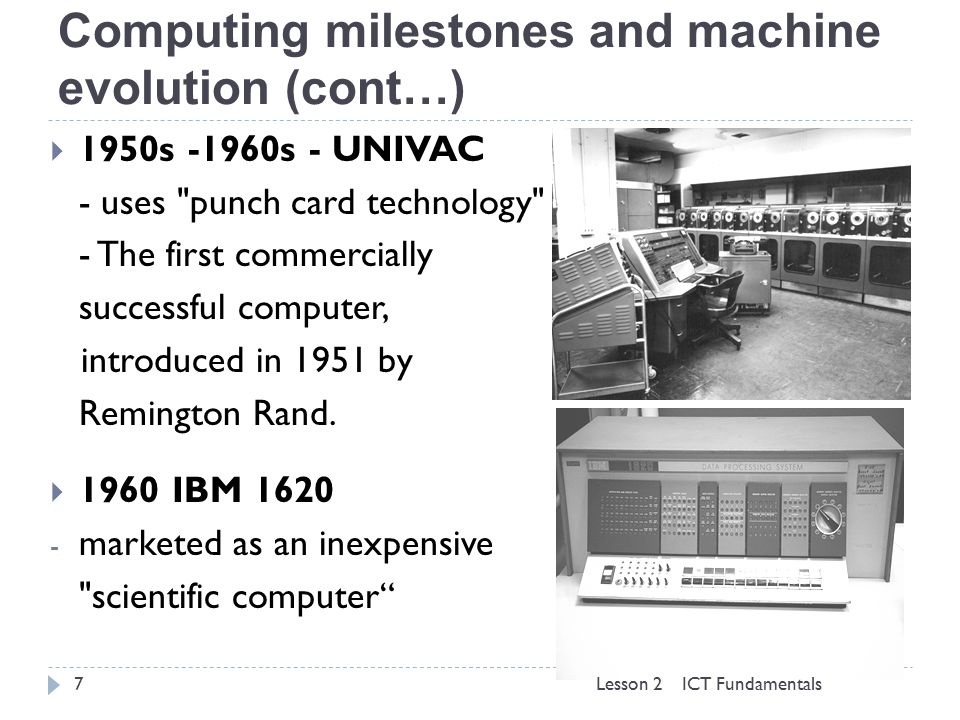 Computing milestones and machine
evolution (cont…)
1950s -1960s - UNIVAC
- uses "punch card technology"
- The first commercially
successful computer,
introduced in 1951 by
Remington Rand.
1960 IBM 1620
- marketed as an inexpensive
"scientific computer“
IBM 1620 DATA PROCESSING SYSTEM
7 Lesson 2 ICT Fundamentals